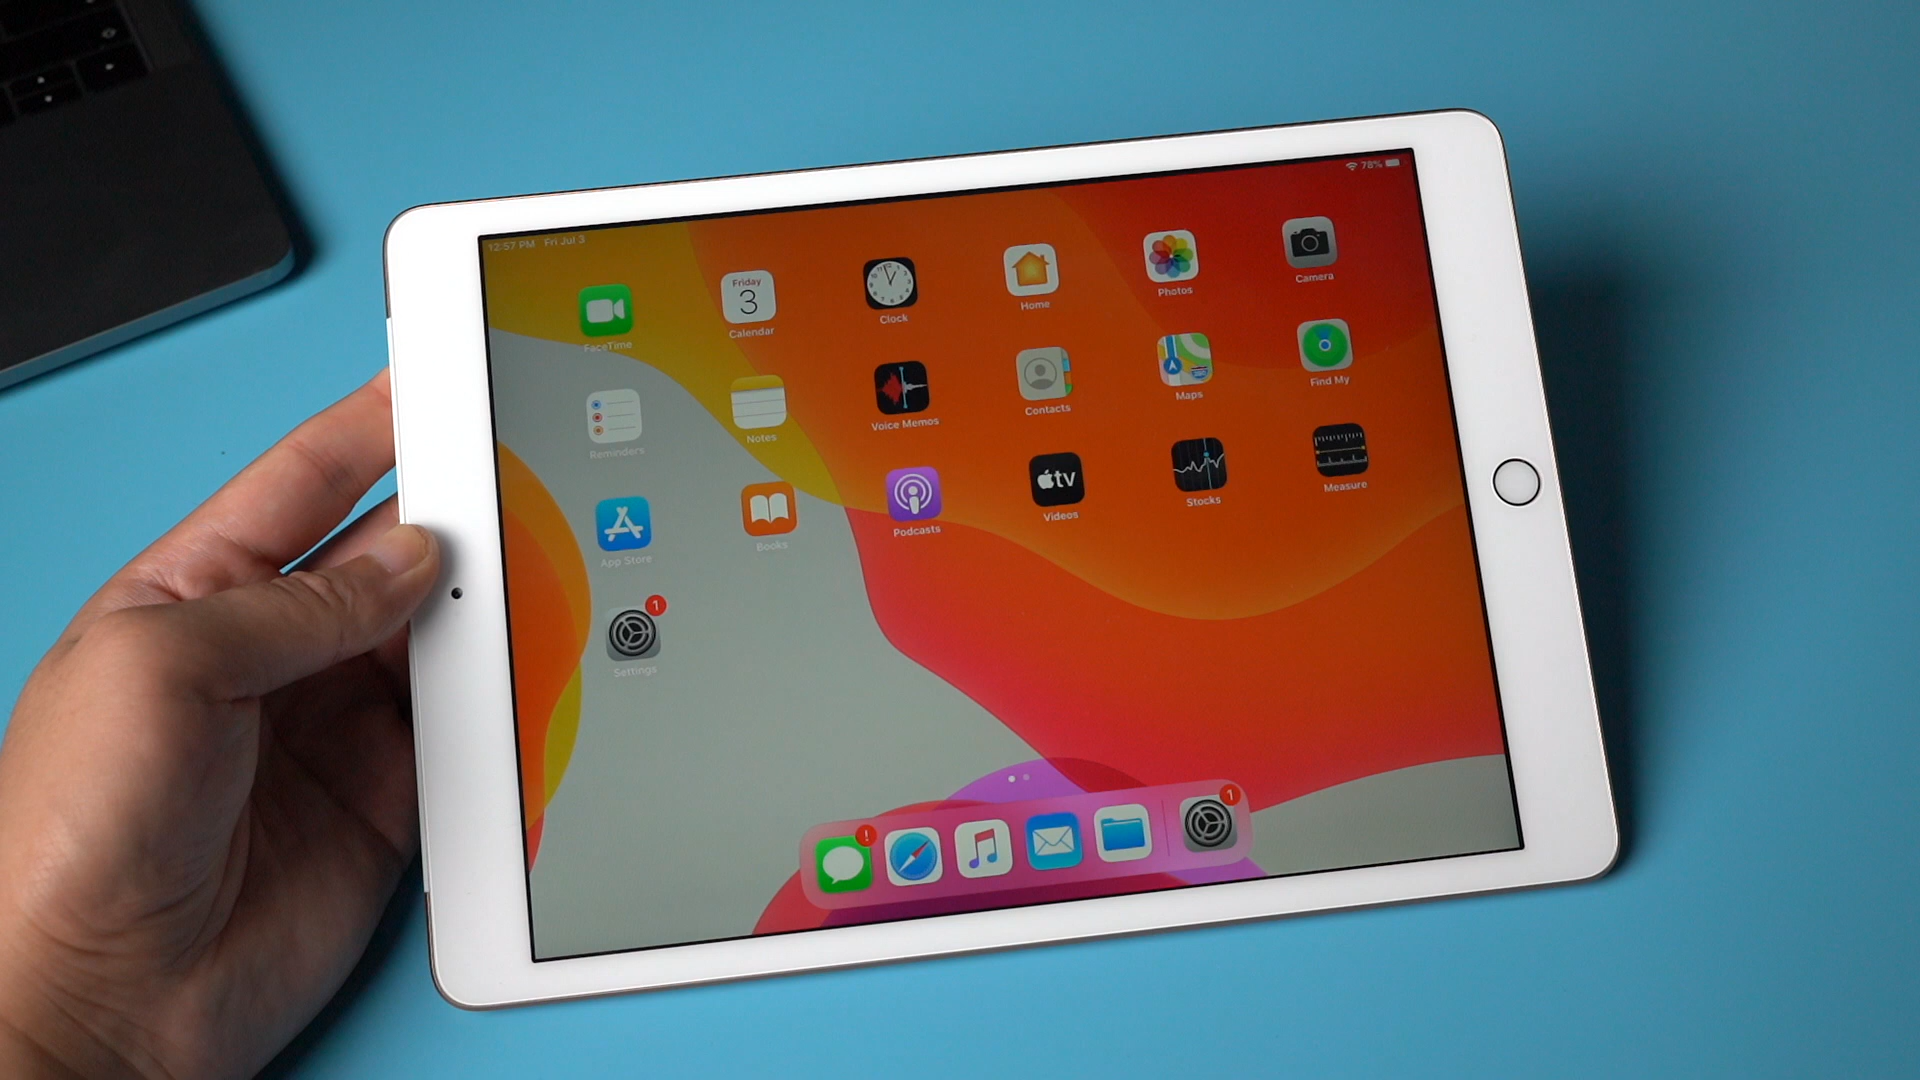 12:57 PM Fri Jul 3
78%
FaceTime
Friday
3
Calendar
Clock
Home
Photos
Camera
Reminders
Notes
Voice Memos
Contacts
Maps
Find My
App Store
Books
Podcasts
tv
Videos
Stocks
Measure
1
Settings
!
1